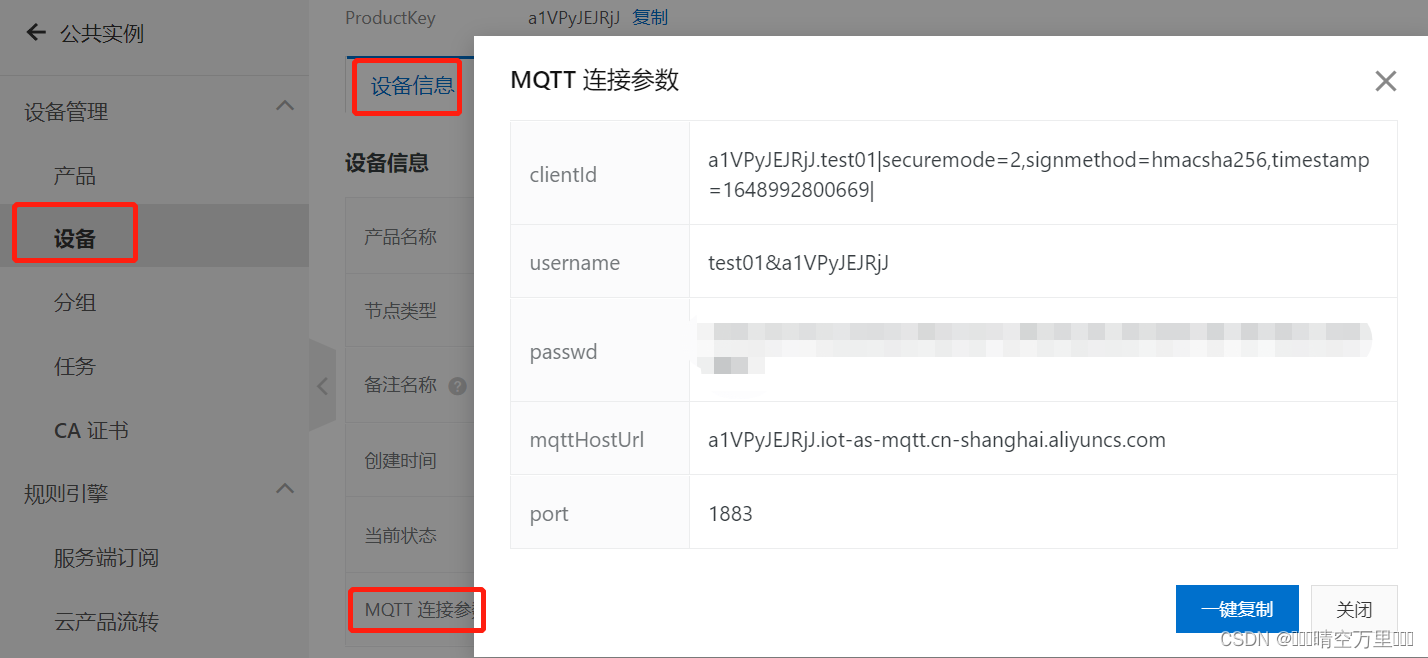 公共实例
设备管理
产品
设备
分组
任务
CA 证书
规则引擎
服务端订阅
云产品流转
ProductKey
a1VPyJEJRjJ 复制
设备信息
设备信息
产品名称
节点类型
备注名称 ?
创建时间
当前状态
MQTT 连接参
MQTT 连接参数
clientId
a1VPyJEJRjJ.test01|securemode=2,signmethod=hmacsha256,timestamp
=1648992800669|
username
test01&a1VPyJEJRjJ
passwd
mqttHostUrl
a1VPyJEJRjJ.iot-as-mqtt.cn-shanghai.aliyuncs.com
port
1883
一键复制
关闭
CSDN @晴空万里